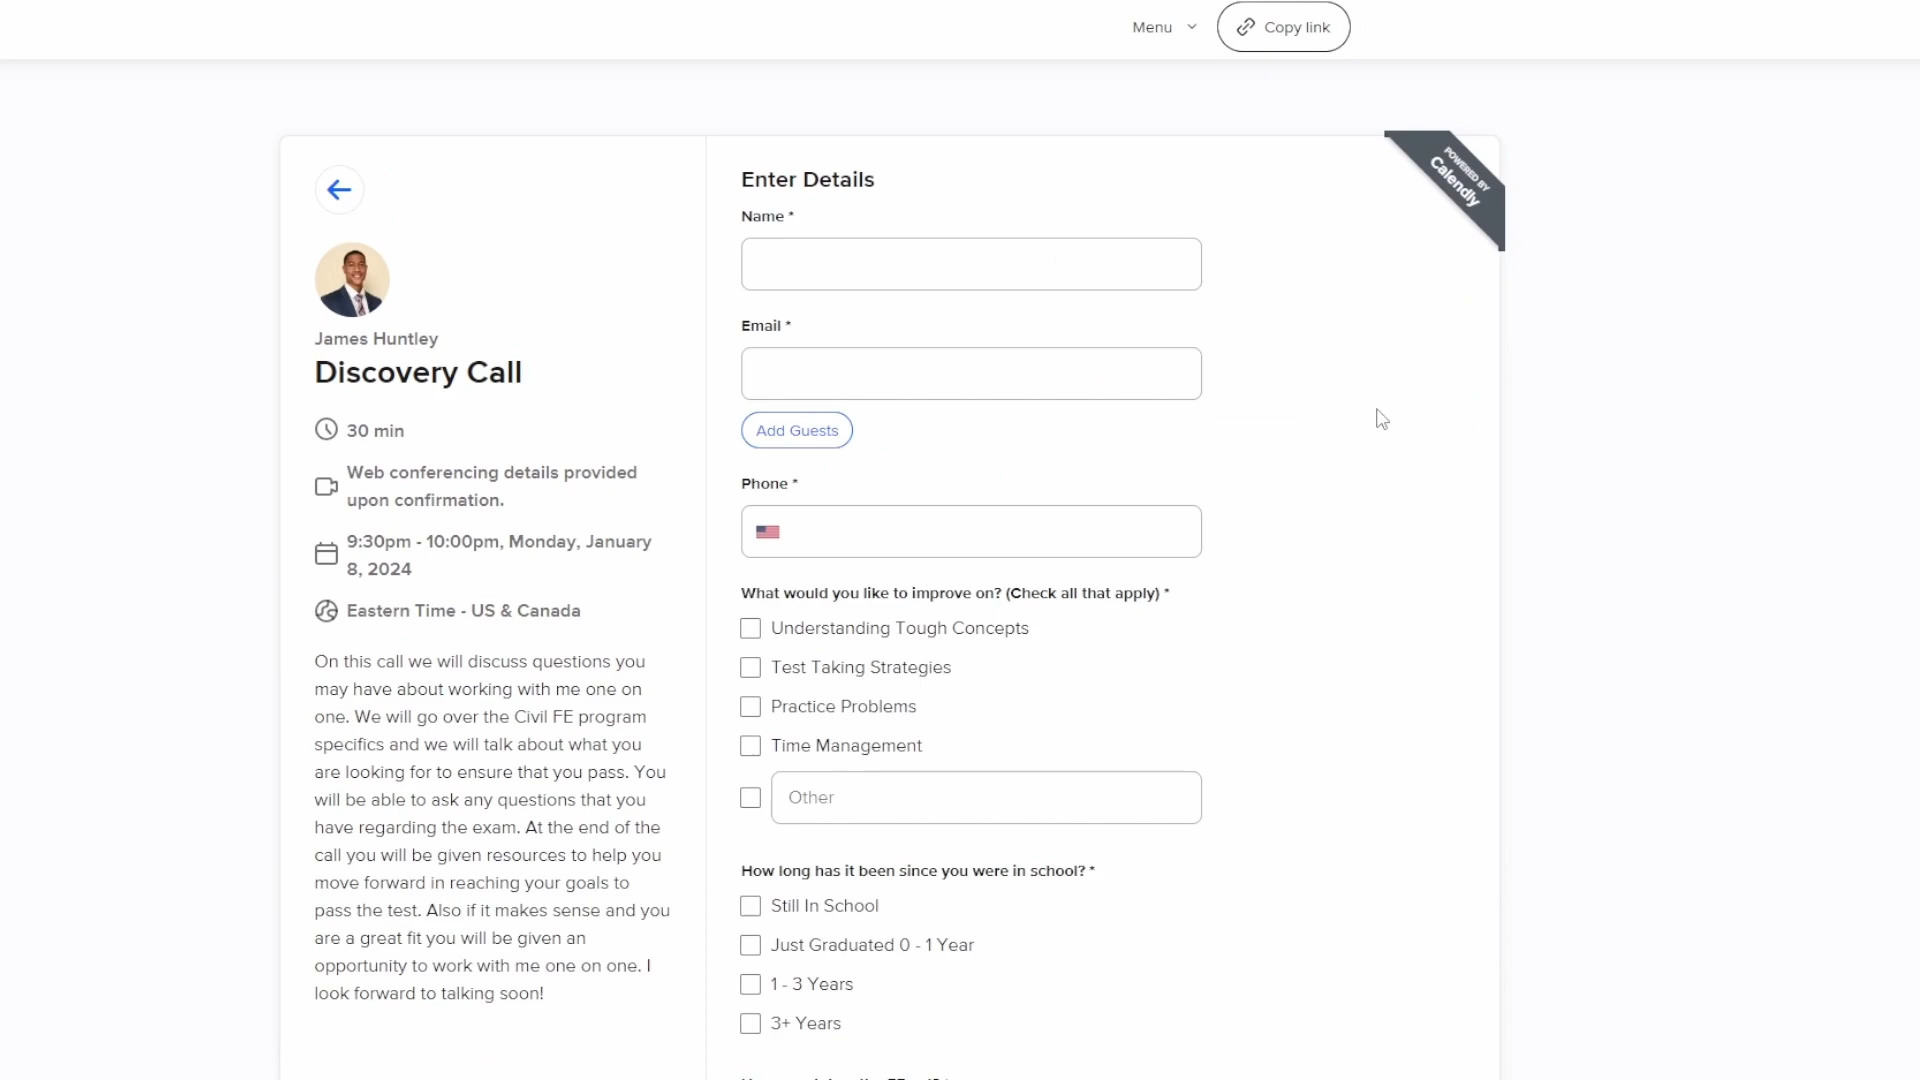 Menu
Copy link
POWERED BY
Calendly
James Huntley
Discovery Call
30 min
Web conferencing details provided
upon confirmation.
9:30pm - 10:00pm, Monday, January
8, 2024
Eastern Time - US & Canada
On this call we will discuss questions you
may have about working with me one on
one. We will go over the Civil FE program
specifics and we will talk about what you
are looking for to ensure that you pass. You
will be able to ask any questions that you
have regarding the exam. At the end of the
call you will be given resources to help you
move forward in reaching your goals to
pass the test. Also if it makes sense and you
are a great fit you will be given an
opportunity to work with me one on one. I
look forward to talking soon!
Enter Details
Name *
Email *
Add Guests
Phone *
What would you like to improve on? (Check all that apply) *
Understanding Tough Concepts
Test Taking Strategies
Practice Problems
Time Management
Other
How long has it been since you were in school? *
Still In School
Just Graduated 0 - 1 Year
1 - 3 Years
3+ Years